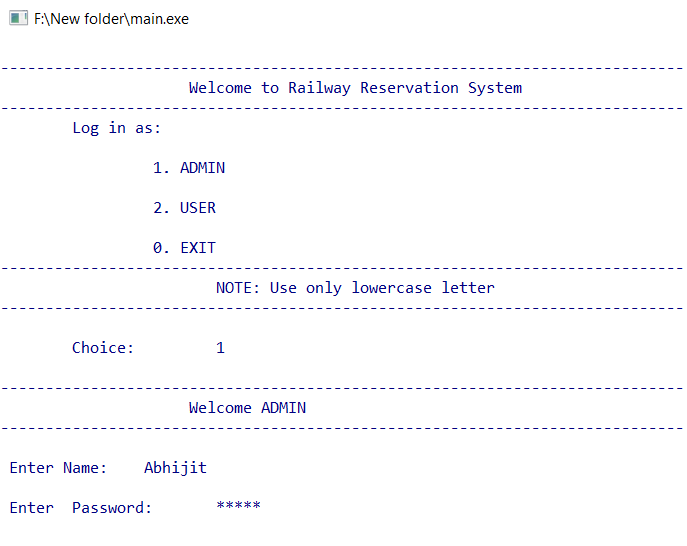 F:\New folder\main.exe
----------------------------------------------------------------------------
Welcome to Railway Reservation System
----------------------------------------------------------------------------
Log in as:
1. ADMIN
2. USER
0. EXIT
----------------------------------------------------------------------------
NOTE: Use only lowercase letter
----------------------------------------------------------------------------
Choice: 1
----------------------------------------------------------------------------
Welcome ADMIN
----------------------------------------------------------------------------
Enter Name: Abhijit
Enter Password: *****